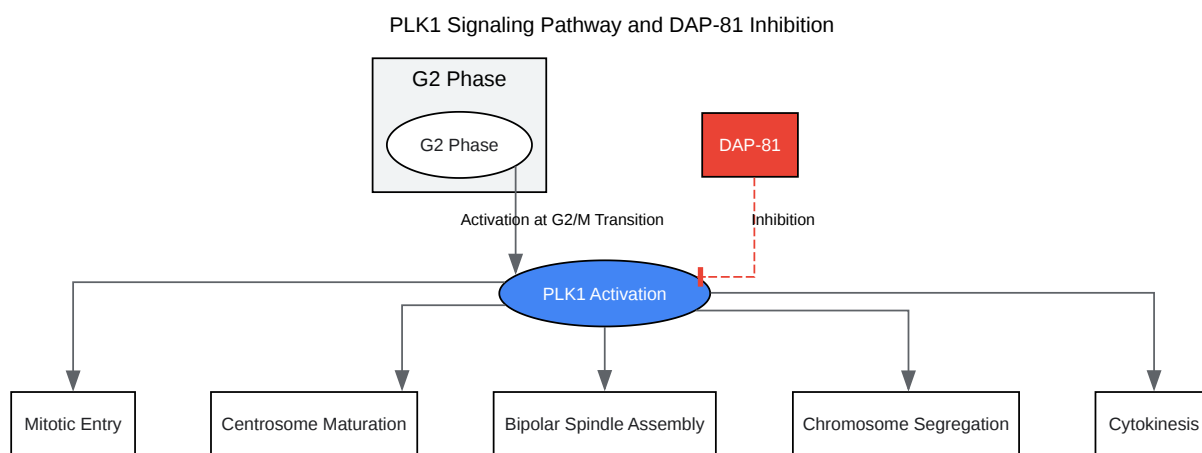 PLK1 Signaling Pathway and DAP-81 Inhibition
G2 Phase
G2 Phase
DAP-81
Activation at G2/M Transition
Inhibition
PLK1 Activation
Mitotic Entry
Centrosome Maturation
Bipolar Spindle Assembly
Chromosome Segregation
Cytokinesis